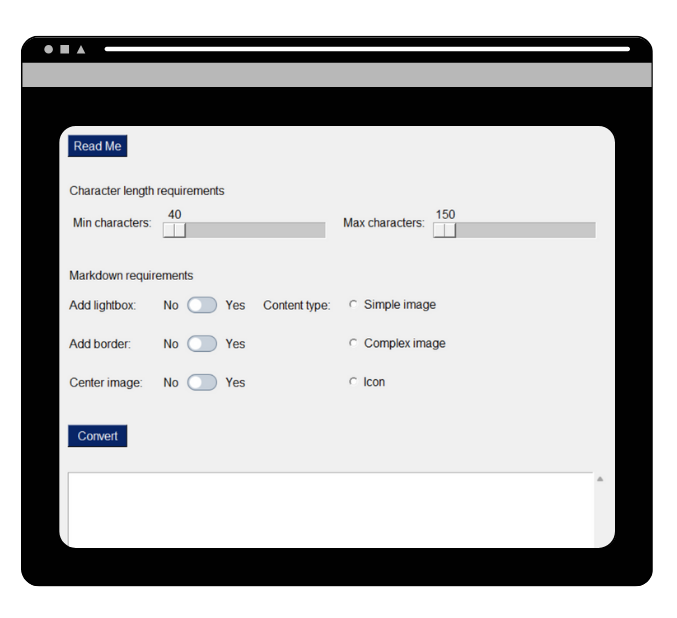 Read Me
Character length requirements
Min characters: 40 Max characters: 150
Markdown requirements
Add lightbox: No Yes Content type: Simple image
Add border: No Yes Complex image
Center image: No Yes Icon
Convert